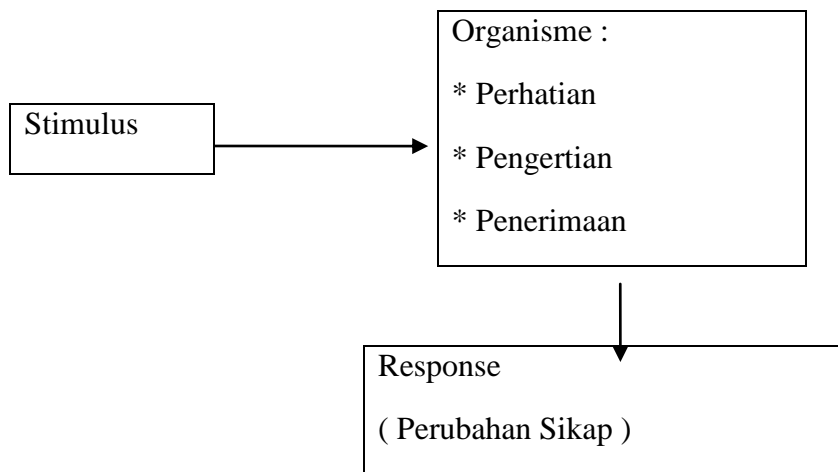 Stimulus
Organisme :
* Perhatian
* Pengertian
* Penerimaan
Response
( Perubahan Sikap )